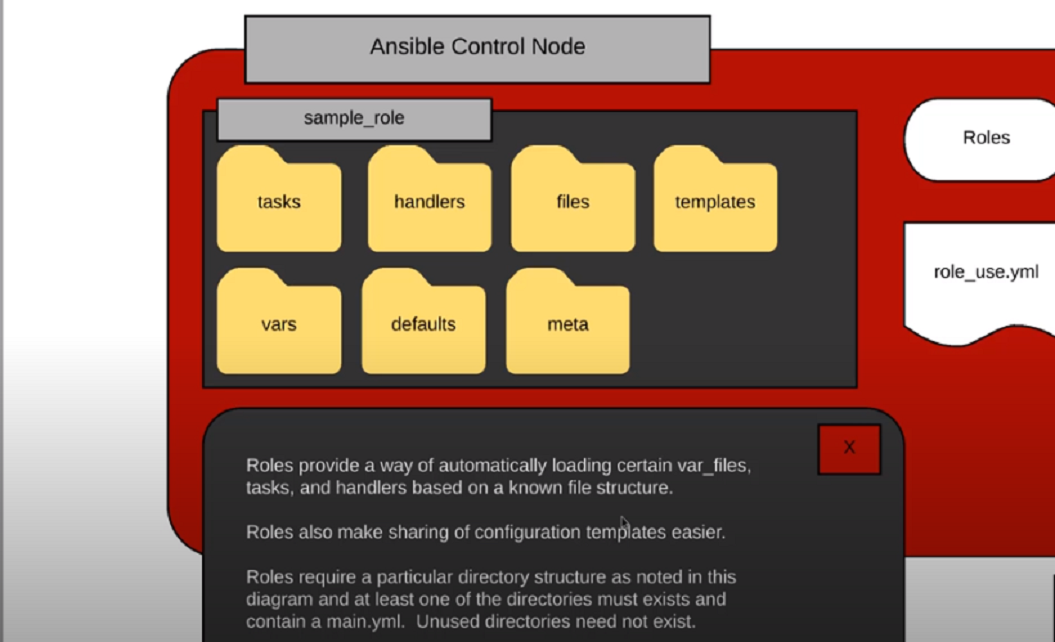 Ansible Control Node
sample_role
Roles
tasks
handlers
files
templates
role_use.yml
vars
defaults
meta
X
Roles provide a way of automatically loading certain var_files,
tasks, and handlers based on a known file structure.
Roles also make sharing of configuration templates easier.
Roles require a particular directory structure as noted in this
diagram and at least one of the directories must exists and
contain a main.yml.  Unused directories need not exist.